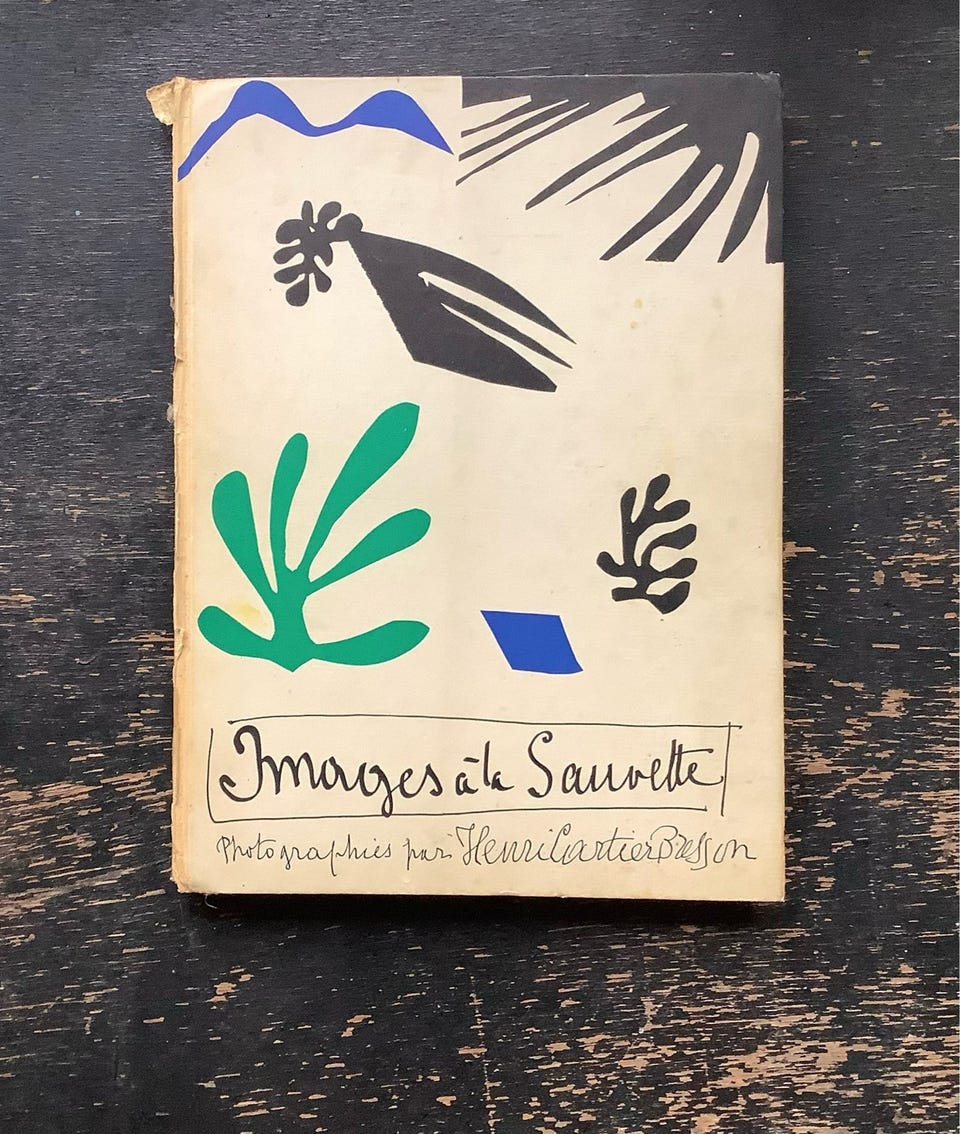 Images à la Sauvette
Photographies par Henri Cartier Bresson